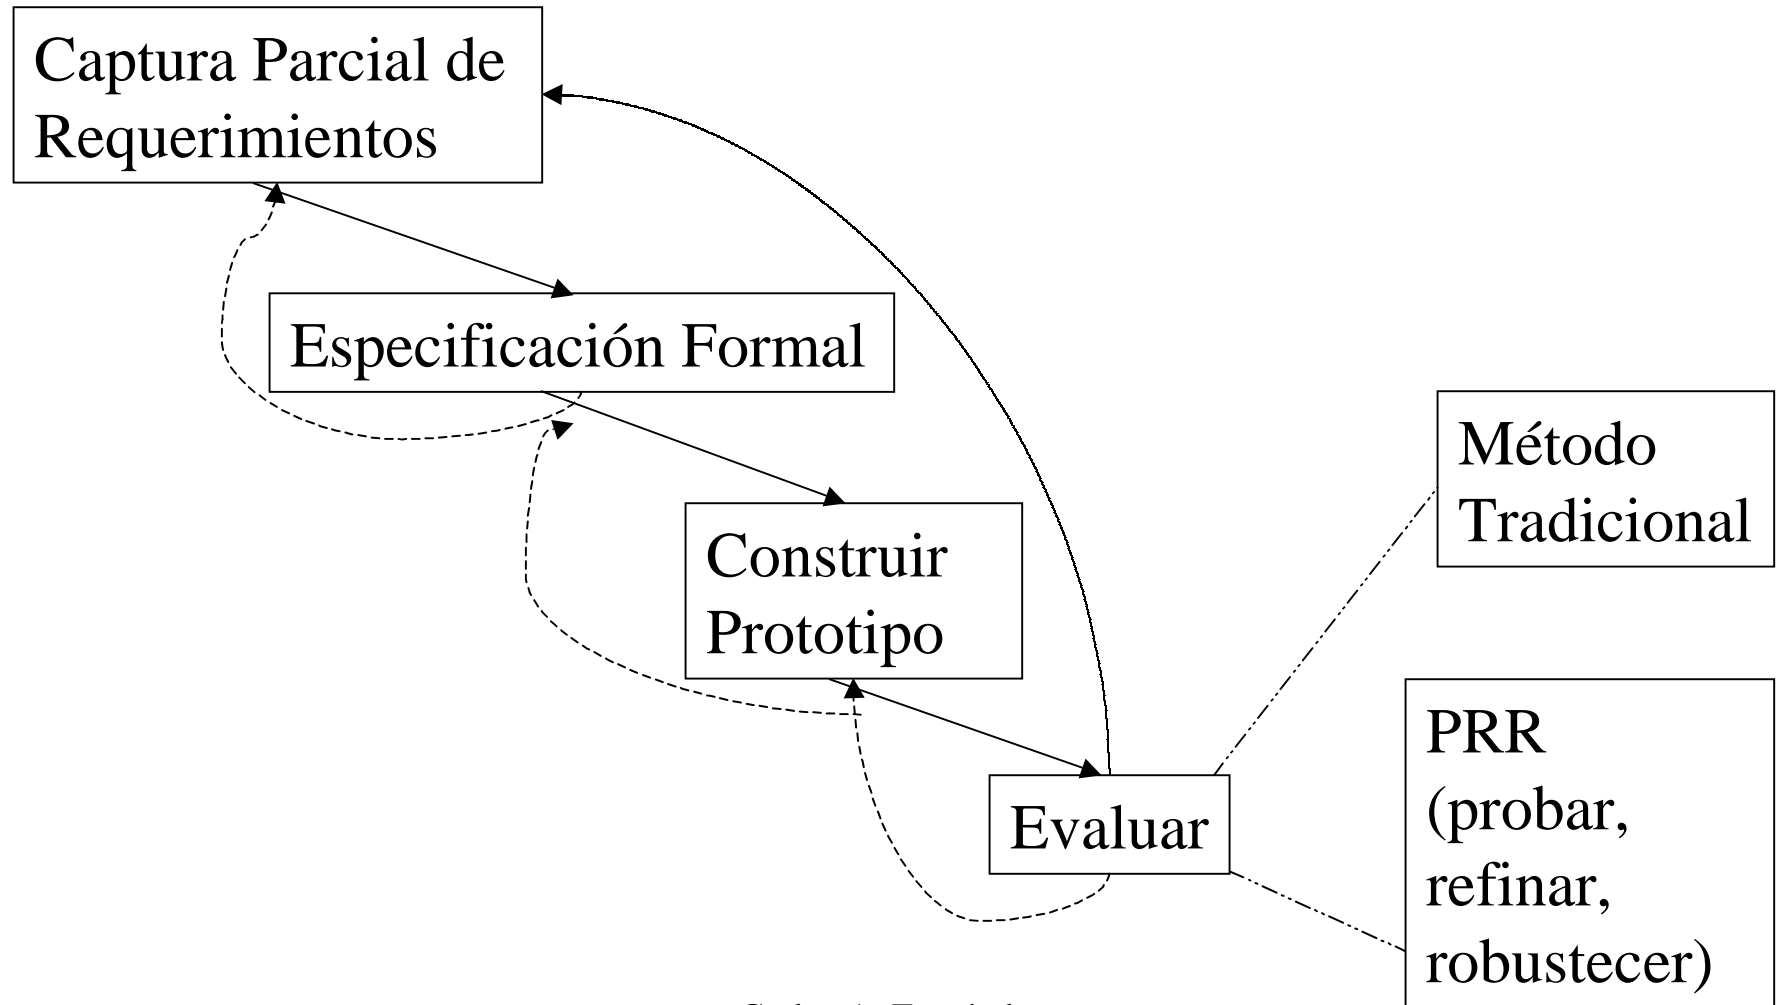 Captura Parcial de
Requerimientos
Especificación Formal
Método
Tradicional
Construir
Prototipo
PRR
(probar,
refinar,
robustecer)
Evaluar